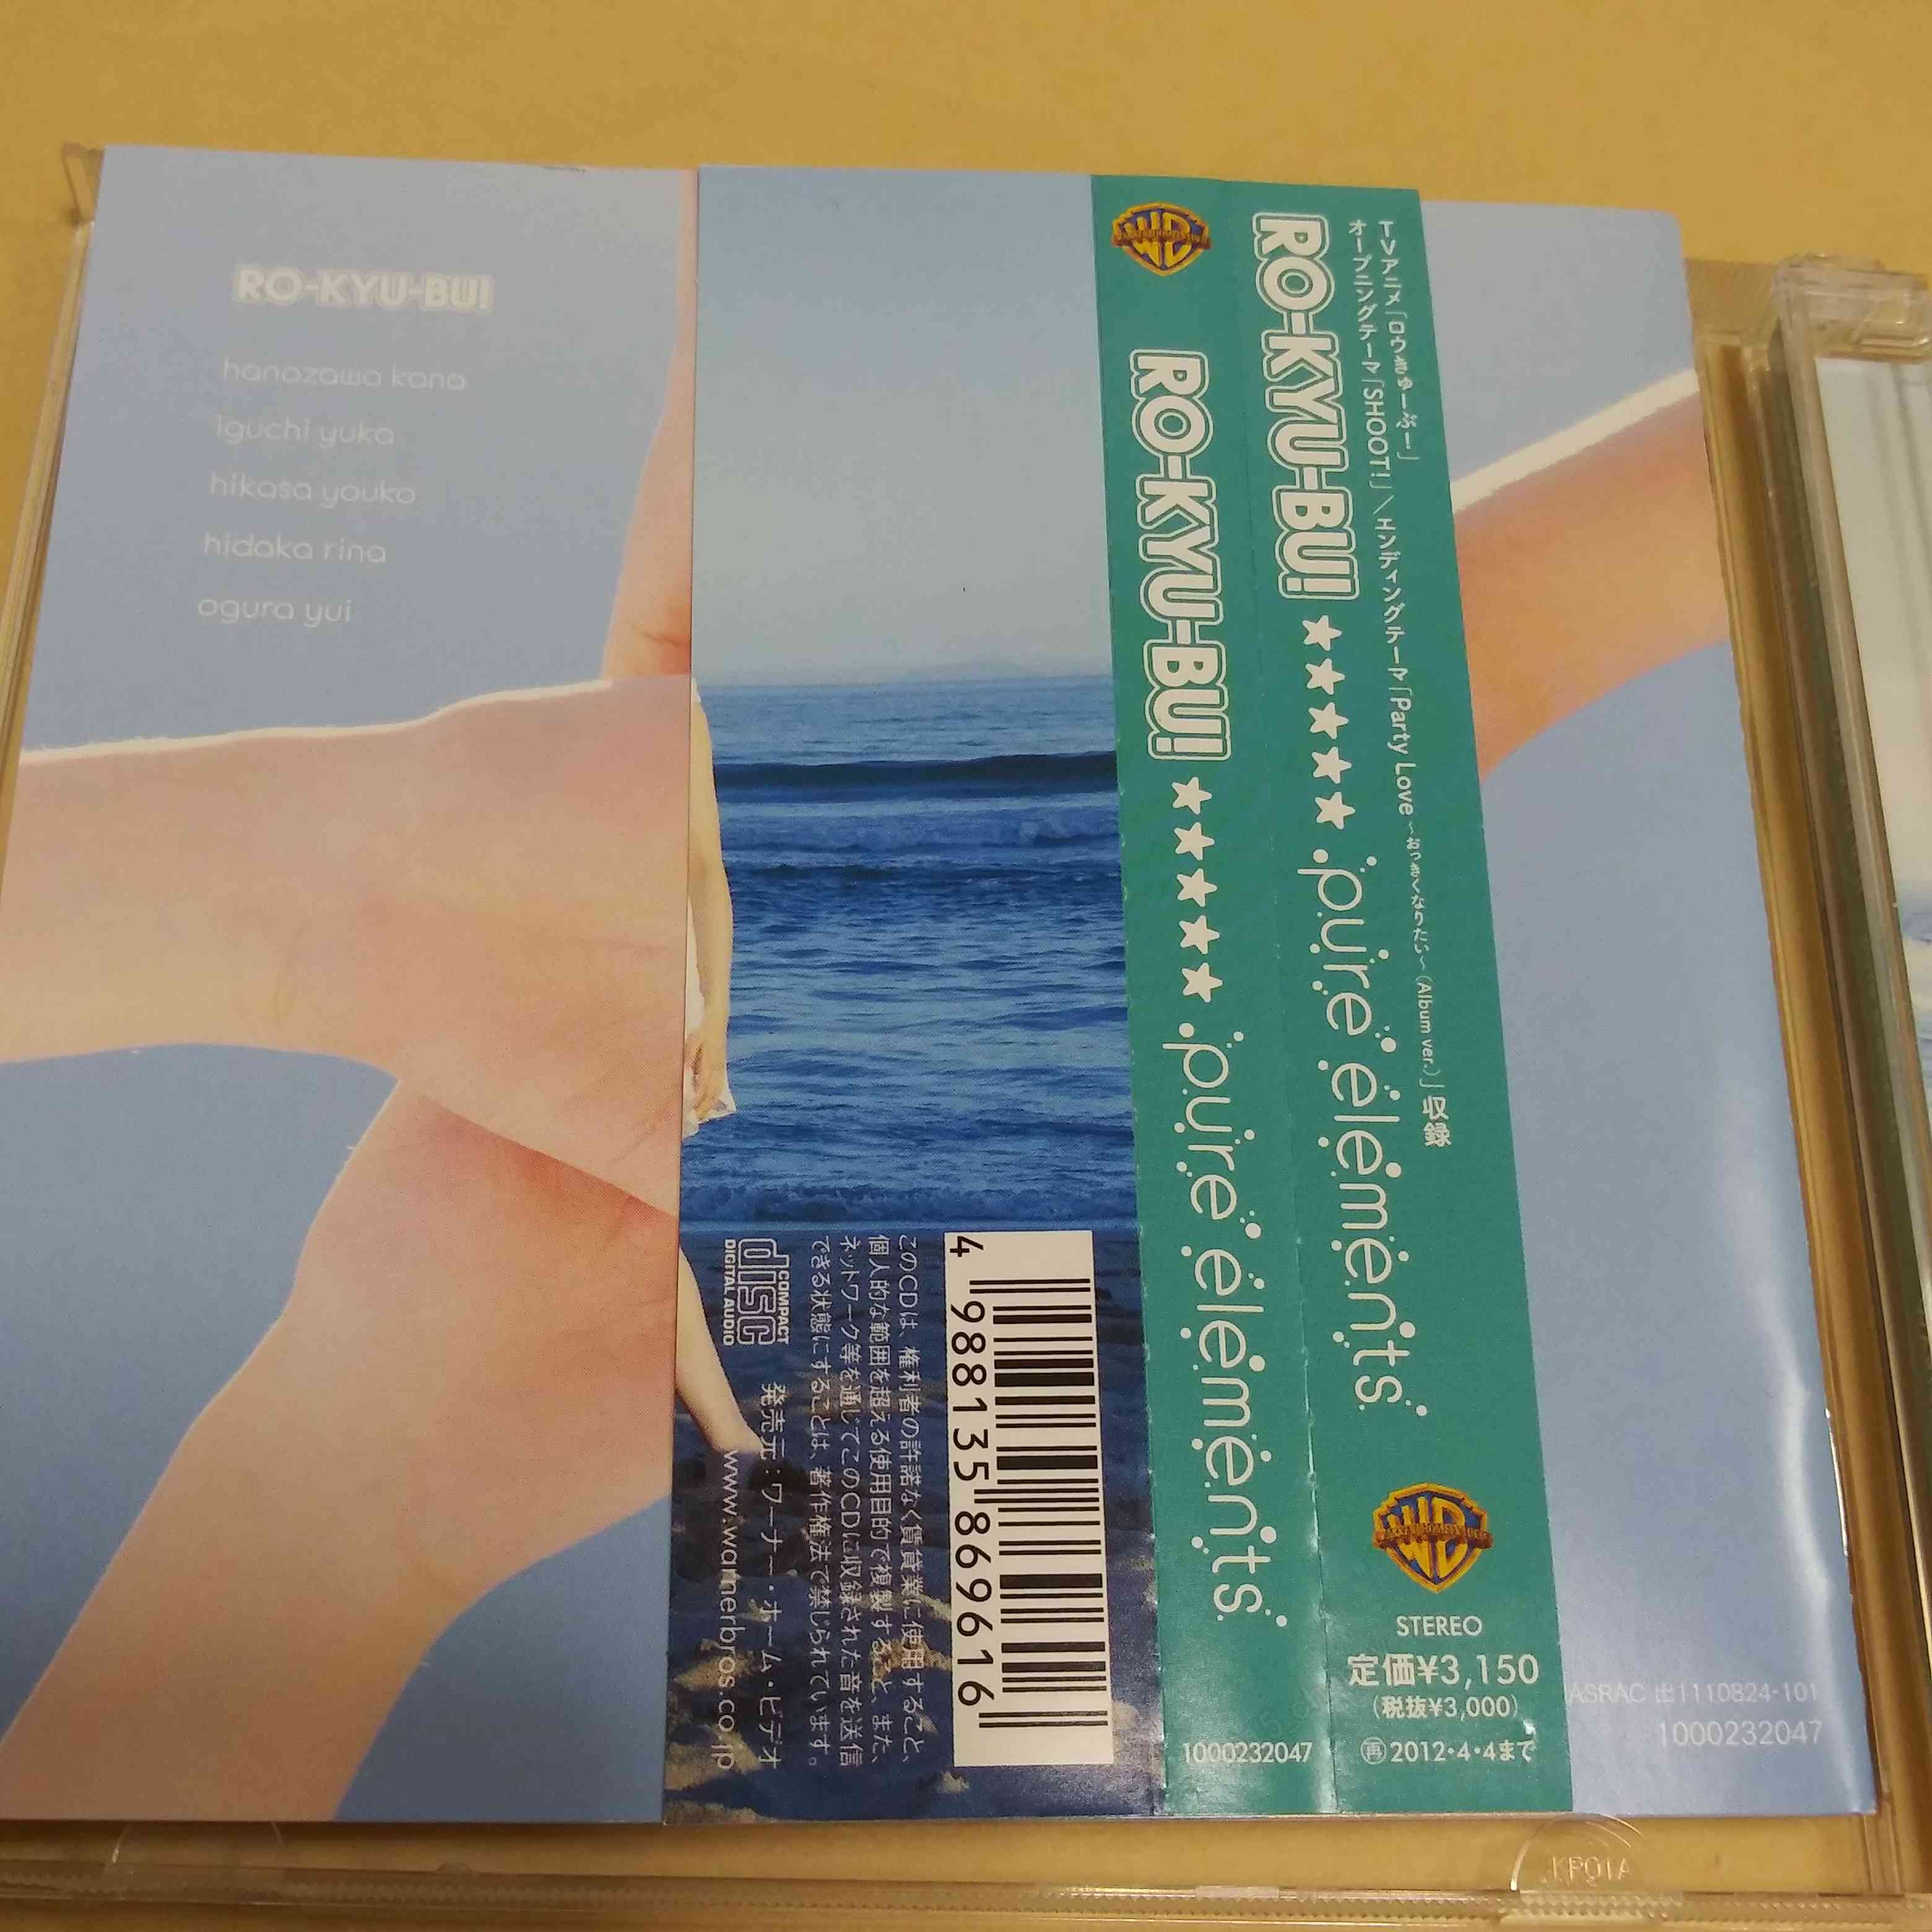 RO-KYU-BU!
hanazawa kana
iguchi yuka
hikasa youko
hidaka rina
ogura yui
COMPACT
disc
DIGITAL AUDIO
このCDは、権利者の許諾なく賃貸業に使用すること、
個人的な範囲を超える使用目的で複製すること、また、
ネットワーク等を通じてこのCDに収録された音を送信
できる状態にすることは、著作権法で禁じられています。
発売元：ワーナー・ホーム・ビデオ
www.warnerbros.co.jp
4 988135 869616
RO-KYU-BU! ★★★★★ pure elements
1000232047
TVアニメ「ロウきゅーぶ！」
オープニングテーマ「SHOOT!」／エンディングテーマ「Party Love ～おっきくなりたい～（Album ver.）」収録
RO-KYU-BU! ★★★★★ pure elements
STEREO
定価¥3,150
(税抜¥3,000)
再 2012・4・4まで
ASRAC 出1110824-101
1000232047
KP01A